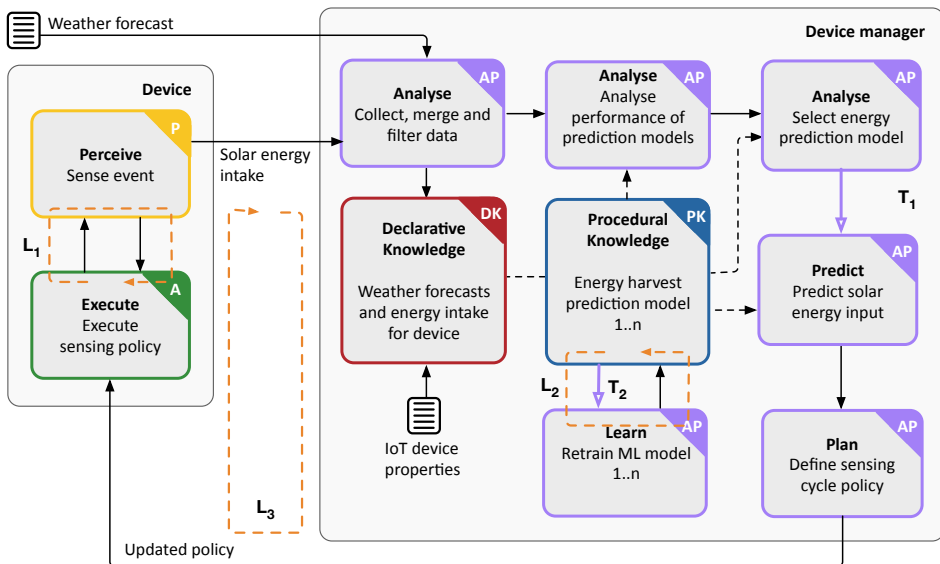 Weather forecast
Device manager
Device
P
Perceive
Sense event
Solar energy
intake
L1
A
Execute
Execute
sensing policy
L3
Updated policy
AP
Analyse
Collect, merge and
filter data
AP
Analyse
Analyse
performance of
prediction models
AP
Analyse
Select energy
prediction model
T1
DK
Declarative
Knowledge
Weather forecasts
and energy intake
for device
PK
Procedural
Knowledge
Energy harvest
prediction model
1..n
AP
Predict
Predict solar
energy input
L2
T2
IoT device
properties
AP
Learn
Retrain ML model
1..n
AP
Plan
Define sensing
cycle policy